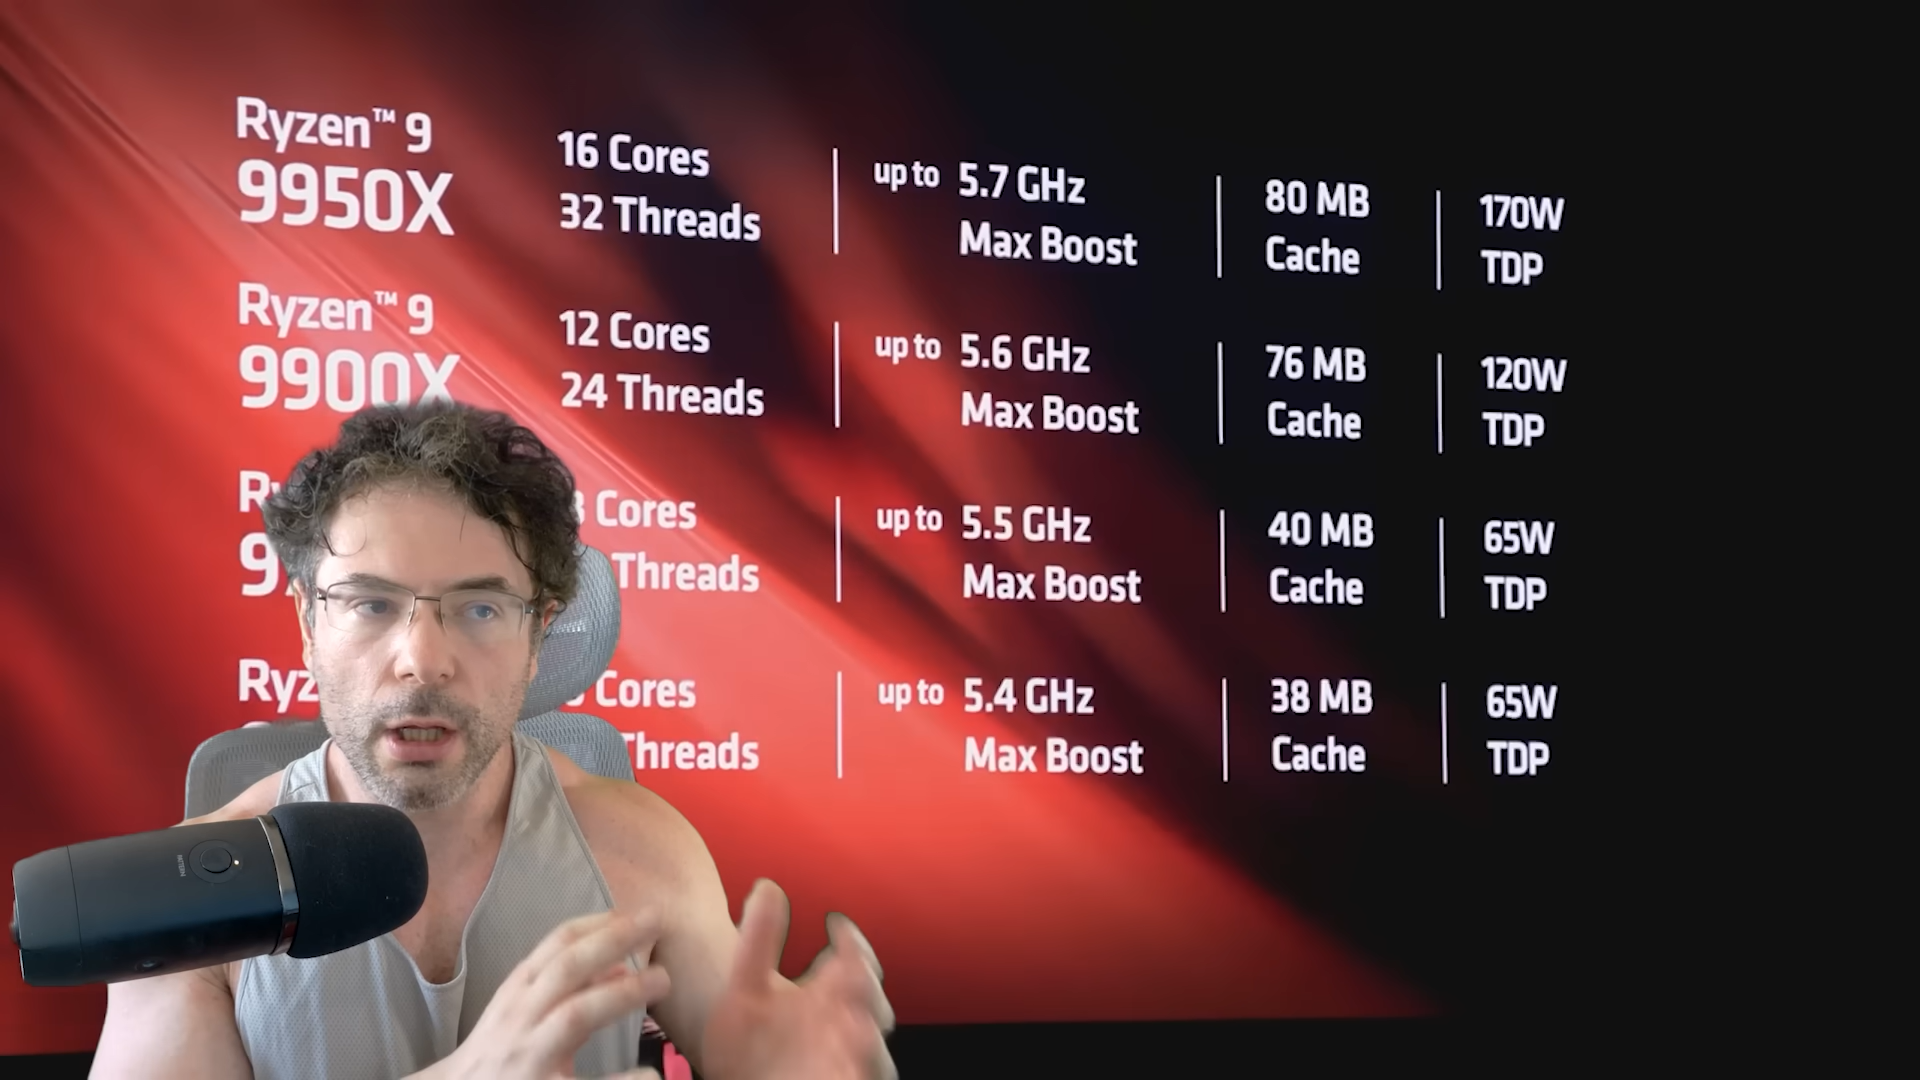 Ryzen™ 9
9950X
16 Cores
32 Threads
up to 5.7 GHz
Max Boost
80 MB
Cache
170W
TDP
Ryzen™ 9
9900X
12 Cores
24 Threads
up to 5.6 GHz
Max Boost
76 MB
Cache
120W
TDP
Cores
Threads
up to 5.5 GHz
Max Boost
40 MB
Cache
65W
TDP
Cores
Threads
up to 5.4 GHz
Max Boost
38 MB
Cache
65W
TDP